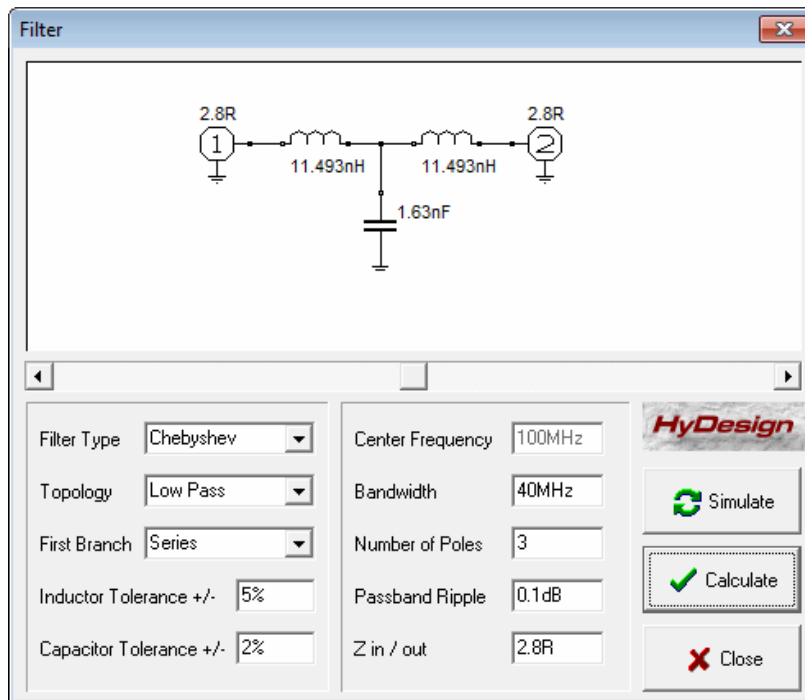 Filter
2.8R
2.8R
1
2
11.493nH
11.493nH
1.63nF
Filter Type
Chebyshev
Topology
Low Pass
First Branch
Series
Inductor Tolerance +/-
5%
Capacitor Tolerance +/-
2%
Center Frequency
100MHz
Bandwidth
40MHz
Number of Poles
3
Passband Ripple
0.1dB
Z in / out
2.8R
HyDesign
Simulate
Calculate
Close